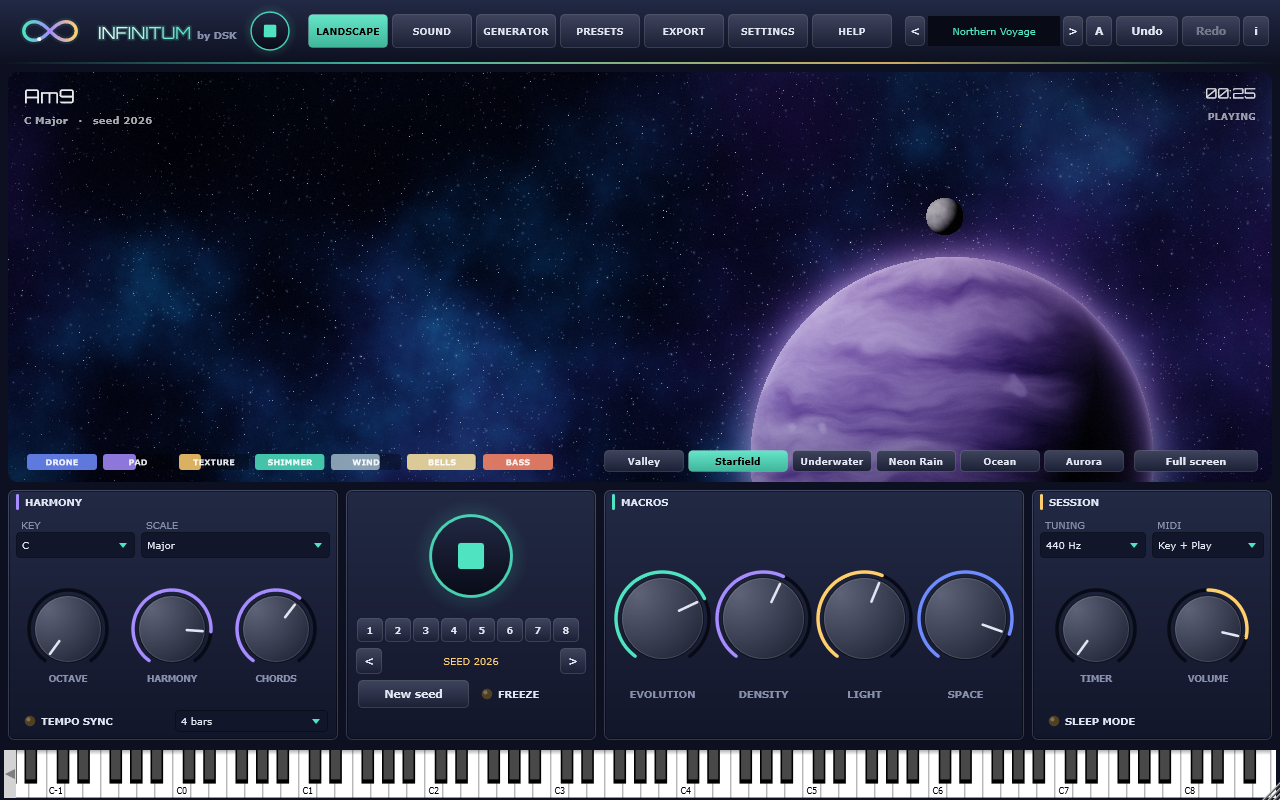 INFINITUM by DSK
LANDSCAPE SOUND GENERATOR PRESETS EXPORT SETTINGS HELP
< Northern Voyage > A Undo Redo i
Am9
C Major · seed 2026
00:25
PLAYING
DRONE PAD TEXTURE SHIMMER WIND BELLS BASS
Valley Starfield Underwater Neon Rain Ocean Aurora Full screen
HARMONY
KEY SCALE
C Major
OCTAVE HARMONY CHORDS
TEMPO SYNC 4 bars
1 2 3 4 5 6 7 8
< SEED 2026 >
New seed FREEZE
MACROS
EVOLUTION DENSITY LIGHT SPACE
SESSION
TUNING MIDI
440 Hz Key + Play
TIMER VOLUME
SLEEP MODE
C-1 C0 C1 C2 C3 C4 C5 C6 C7 C8